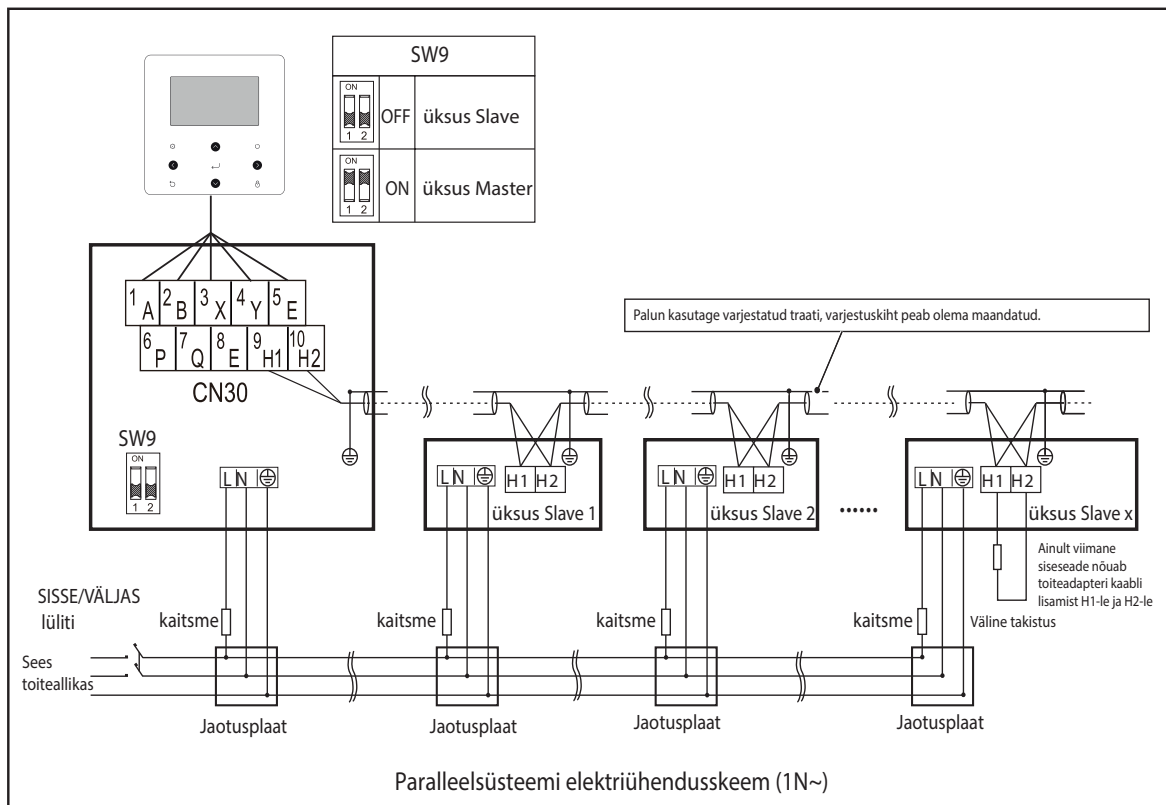 SW9
ON
1 2
OFF
üksus Slave
ON
1 2
ON
üksus Master
1 A
2 B
3 X
4 Y
5 E
6 P
7 Q
8 E
9 H1
10 H2
CN30
Palun kasutage varjestatud traati, varjestuskiht peab olema maandatud.
SW9
ON
1 2
L N
L N
H1 H2
üksus Slave 1
L N
H1 H2
üksus Slave 2
......
L N
H1 H2
üksus Slave x
Ainult viimane
siseseade nõuab
toiteadapteri kaabli
lisamist H1-le ja H2-le
SISSE/VÄLJAS
lüliti
kaitsme
kaitsme
kaitsme
kaitsme
Väline takistus
Sees
toiteallikas
Jaotusplaat
Jaotusplaat
Jaotusplaat
Jaotusplaat
Paralleelsüsteemi elektriühendusskeem (1N~)